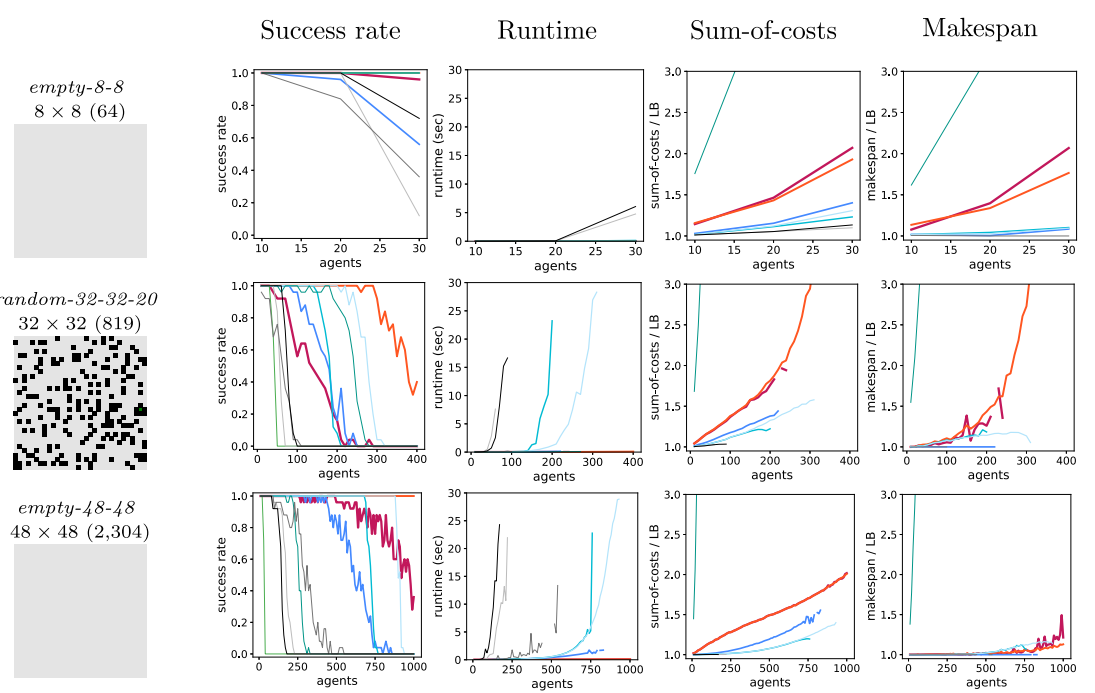 Success rate
Runtime
Sum-of-costs
Makespan
empty-8-8
8 × 8 (64)
success rate
1.0
0.8
0.6
0.4
0.2
0.0
10 15 20 25 30
agents
runtime (sec)
30
25
20
15
10
5
0
10 15 20 25 30
agents
sum-of-costs / LB
3.0
2.5
2.0
1.5
1.0
10 15 20 25 30
agents
makespan / LB
3.0
2.5
2.0
1.5
1.0
10 15 20 25 30
agents
random-32-32-20
32 × 32 (819)
success rate
1.0
0.8
0.6
0.4
0.2
0.0
0 100 200 300 400
agents
runtime (sec)
30
25
20
15
10
5
0
0 100 200 300 400
agents
sum-of-costs / LB
3.0
2.5
2.0
1.5
1.0
0 100 200 300 400
agents
makespan / LB
3.0
2.5
2.0
1.5
1.0
0 100 200 300 400
agents
empty-48-48
48 × 48 (2,304)
success rate
1.0
0.8
0.6
0.4
0.2
0.0
0 250 500 750 1000
agents
runtime (sec)
30
25
20
15
10
5
0
0 250 500 750 1000
agents
sum-of-costs / LB
3.0
2.5
2.0
1.5
1.0
0 250 500 750 1000
agents
makespan / LB
3.0
2.5
2.0
1.5
1.0
0 250 500 750 1000
agents